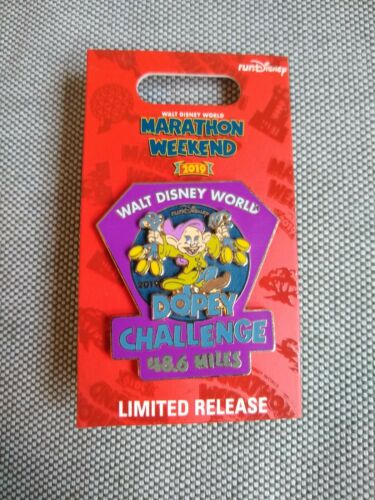 runDisney
WALT DISNEY WORLD
MARATHON
WEEKEND
2019
WALT DISNEY WORLD
runDisney
2019
DOPEY
CHALLENGE
48.6 MILES
LIMITED RELEASE